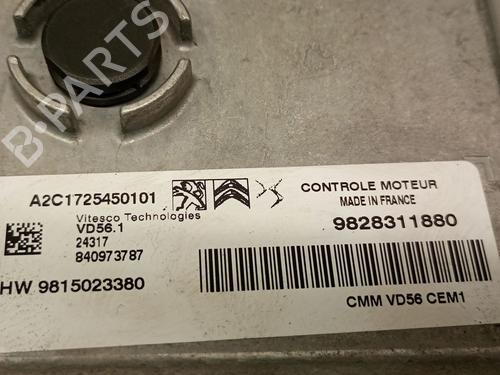 B-PARTS
A2C1725450101
Vitesco Technologies
VD56.1
24317
840973787
HW 9815023380
CONTROLE MOTEUR
MADE IN FRANCE
9828311880
CMM VD56 CEM1